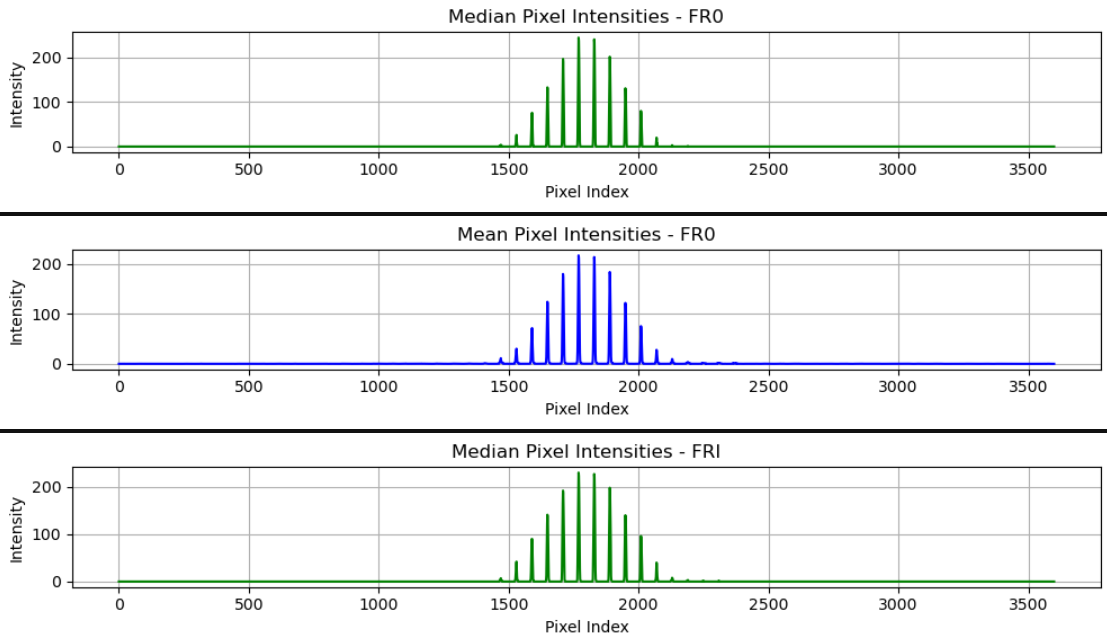 Median Pixel Intensities - FR0
Intensity
200
100
0
0 500 1000 1500 2000 2500 3000 3500
Pixel Index
Mean Pixel Intensities - FR0
Intensity
200
100
0
0 500 1000 1500 2000 2500 3000 3500
Pixel Index
Median Pixel Intensities - FRI
Intensity
200
100
0
0 500 1000 1500 2000 2500 3000 3500
Pixel Index